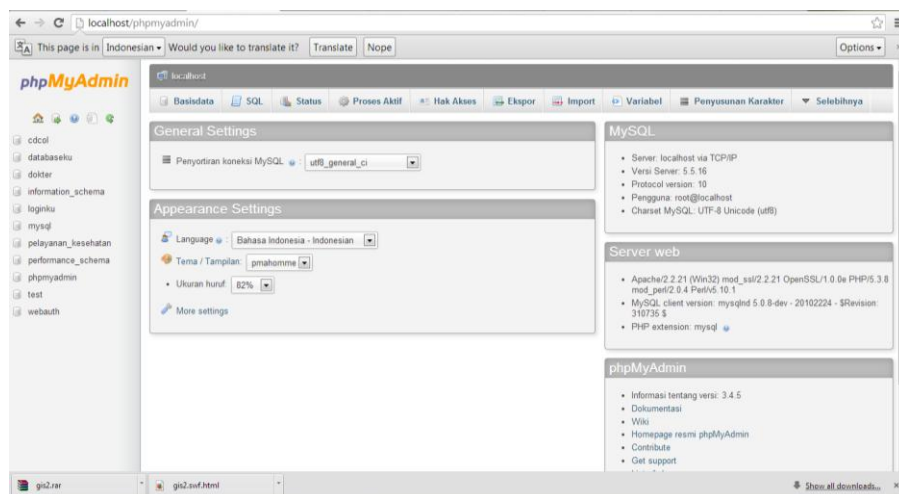 localhost/phpmyadmin/
This page is in Indonesian Would you like to translate it? Translate Nope Options
phpMyAdmin
cdcol
databaseku
dokter
information_schema
loginku
mysql
pelayanan_kesehatan
performance_schema
phpmyadmin
test
webauth
localhost
Basisdata SQL Status Proses Aktif Hak Akses Ekspor Import Variabel Penyusunan Karakter Selebihnya
General Settings
Penyortiran koneksi MySQL : utf8_general_ci
Appearance Settings
Language : Bahasa Indonesia - Indonesian
Tema / Tampilan: pmahomme
Ukuran huruf: 82%
More settings
MySQL
Server: localhost via TCP/IP
Versi Server: 5.5.16
Protocol version: 10
Pengguna: root@localhost
Charset MySQL: UTF-8 Unicode (utf8)
Server web
Apache/2.2.21 (Win32) mod_ssl/2.2.21 OpenSSL/1.0.0e PHP/5.3.8
mod_perl/2.0.4 Perl/v5.10.1
MySQL client version: mysqlnd 5.0.8-dev - 20102224 - $Revision:
310735 $
PHP extension: mysql
phpMyAdmin
Informasi tentang versi: 3.4.5
Dokumentasi
Wiki
Homepage resmi phpMyAdmin
Contribute
Get support
gis2.rar
gis2.swf.html
Show all downloads...